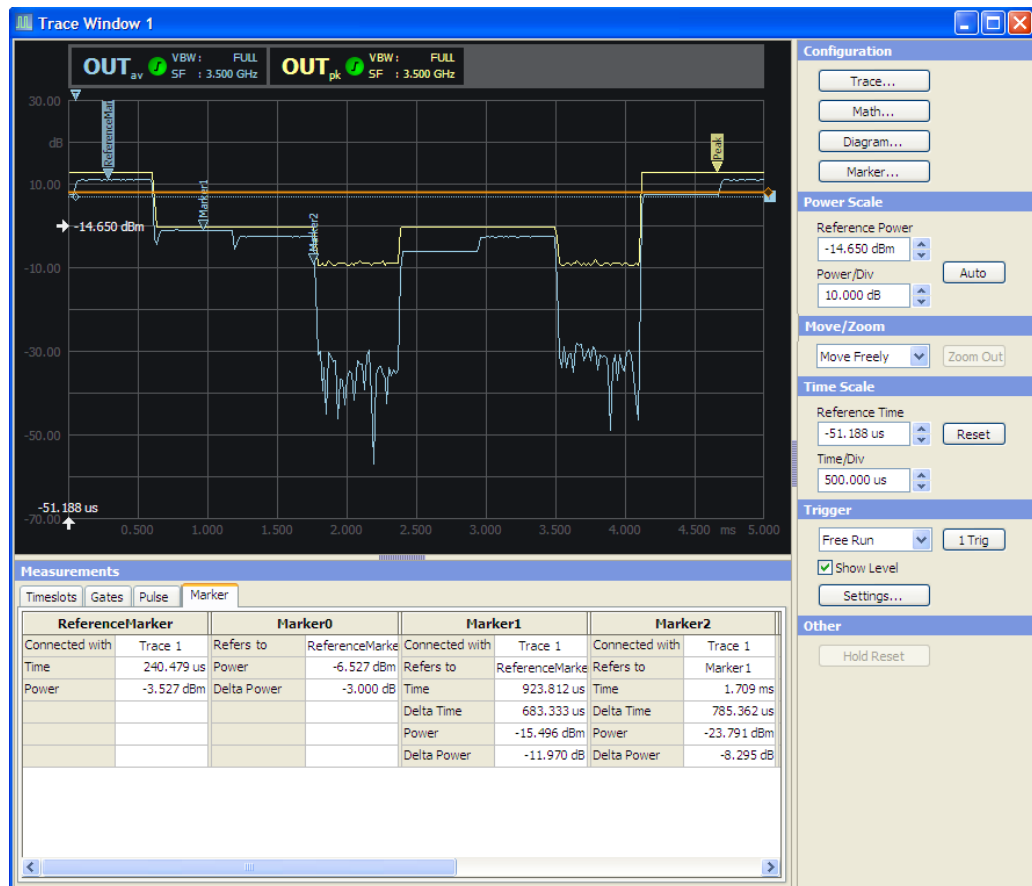 Trace Window 1
OUTav VBW: FULL SF : 3.500 GHz
OUTpk VBW: FULL SF : 3.500 GHz
30.00
dB
10.00
-14.650 dBm
-10.00
-30.00
-50.00
-51.188 us
-70.00
0.500 1.000 1.500 2.000 2.500 3.000 3.500 4.000 4.500 ms 5.000
ReferenceMar
Marker1
Marker2
Peak
T
Configuration
Trace...
Math...
Diagram...
Marker...
Power Scale
Reference Power
-14.650 dBm
Power/Div
10.000 dB
Auto
Move/Zoom
Move Freely
Zoom Out
Time Scale
Reference Time
-51.188 us
Reset
Time/Div
500.000 us
Trigger
Free Run
1 Trig
Show Level
Settings...
Other
Hold Reset
Measurements
Timeslots Gates Pulse Marker
ReferenceMarker Marker0 Marker1 Marker2
Connected with Trace 1 Refers to ReferenceMarke Connected with Trace 1 Connected with Trace 1
Time 240.479 us Power -6.527 dBm Refers to ReferenceMarke Refers to Marker1
Power -3.527 dBm Delta Power -3.000 dB Time 923.812 us Time 1.709 ms
Delta Time 683.333 us Delta Time 785.362 us
Power -15.496 dBm Power -23.791 dBm
Delta Power -11.970 dB Delta Power -8.295 dB